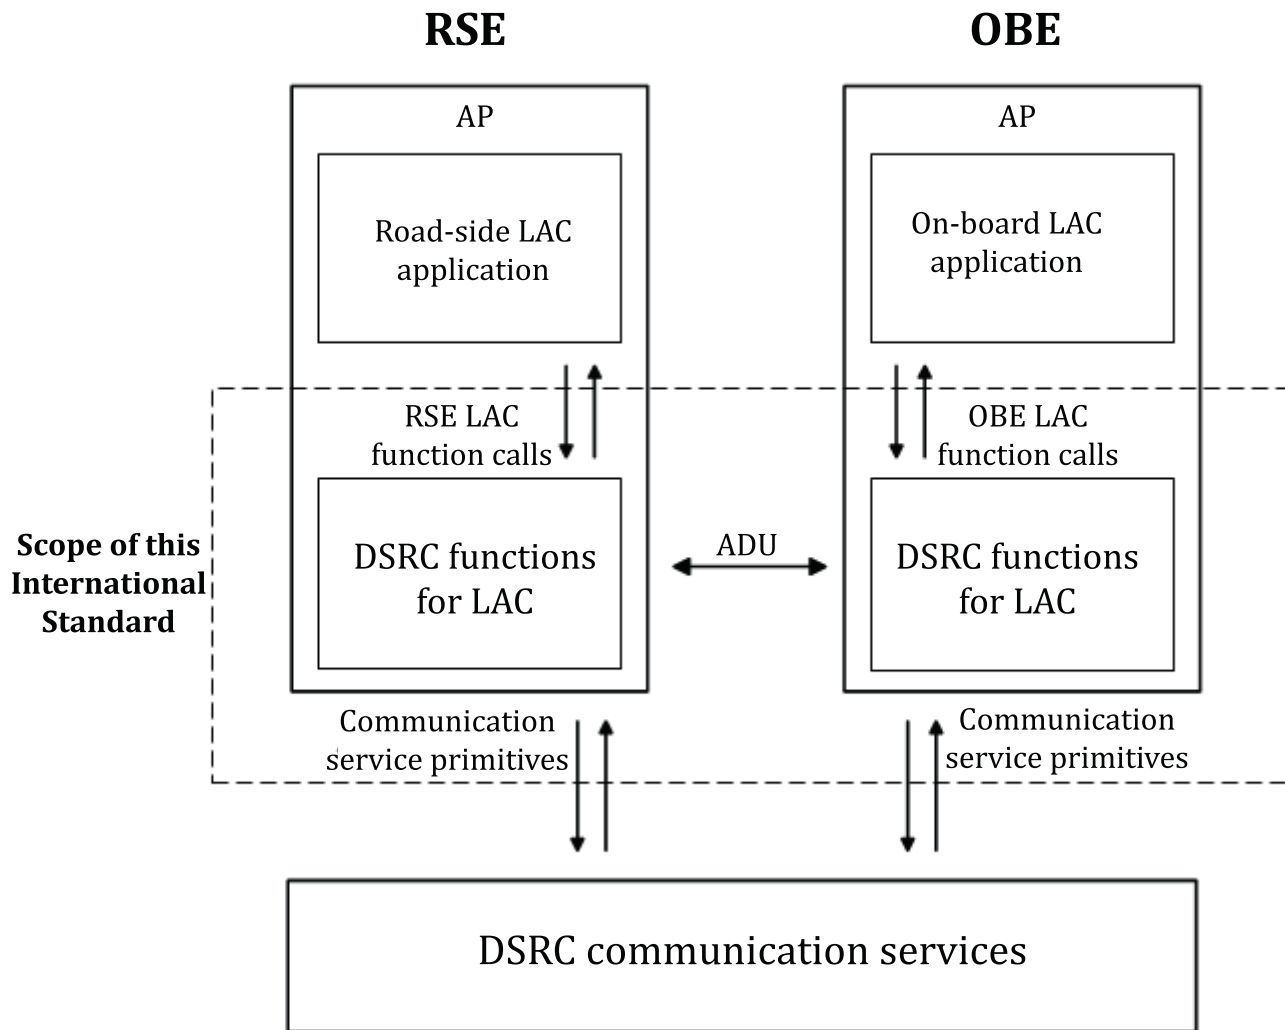 RSE
OBE
AP
AP
Road-side LAC
application
On-board LAC
application
RSE LAC
function calls
OBE LAC
function calls
Scope of this
International
Standard
DSRC functions
for LAC
ADU
DSRC functions
for LAC
Communication
service primitives
Communication
service primitives
DSRC communication services